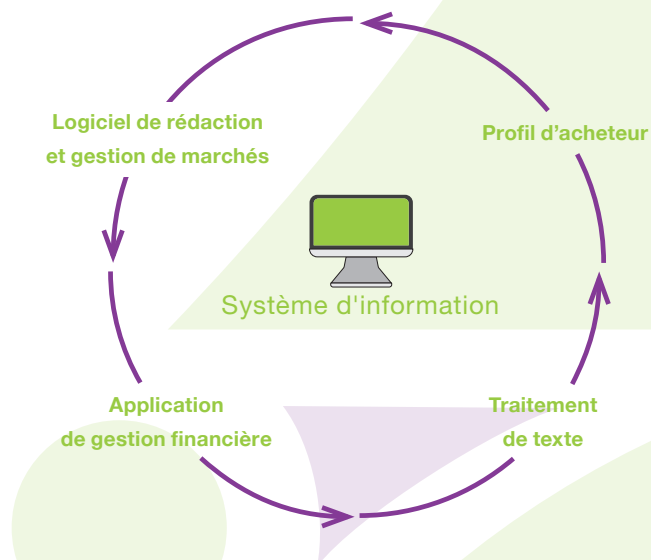 Logiciel de rédaction
et gestion de marchés
Profil d’acheteur
Système d'information
Application
de gestion financière
Traitement
de texte